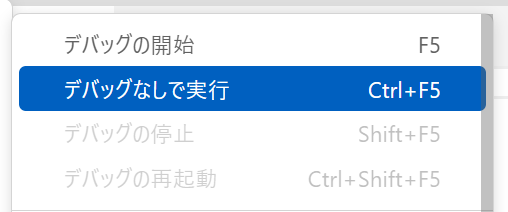 デバッグの開始 F5
デバッグなしで実行 Ctrl+F5
デバッグの停止 Shift+F5
デバッグの再起動 Ctrl+Shift+F5